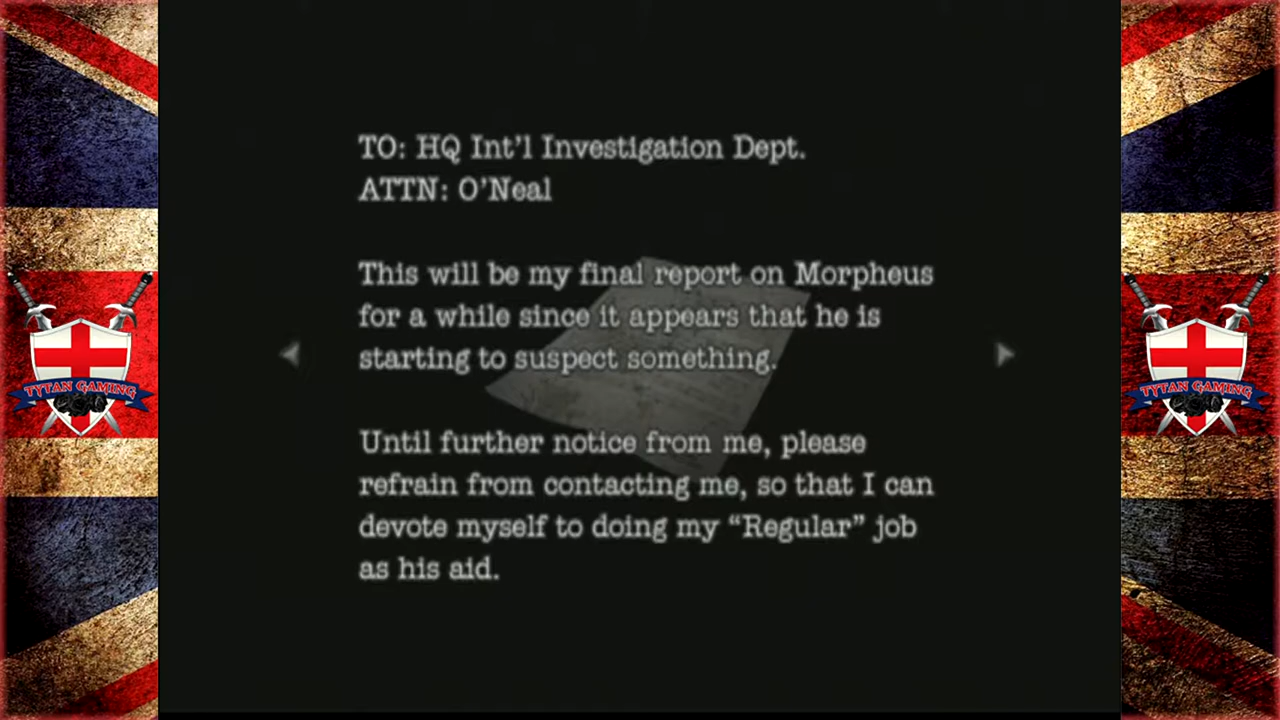 TO: HQ Int'l Investigation Dept.
ATTN: O'Neal
This will be my final report on Morpheus
for a while since it appears that he is
starting to suspect something.
Until further notice from me, please
refrain from contacting me, so that I can
devote myself to doing my “Regular” job
as his aid.
TYTAN GAMING
TYTAN GAMING